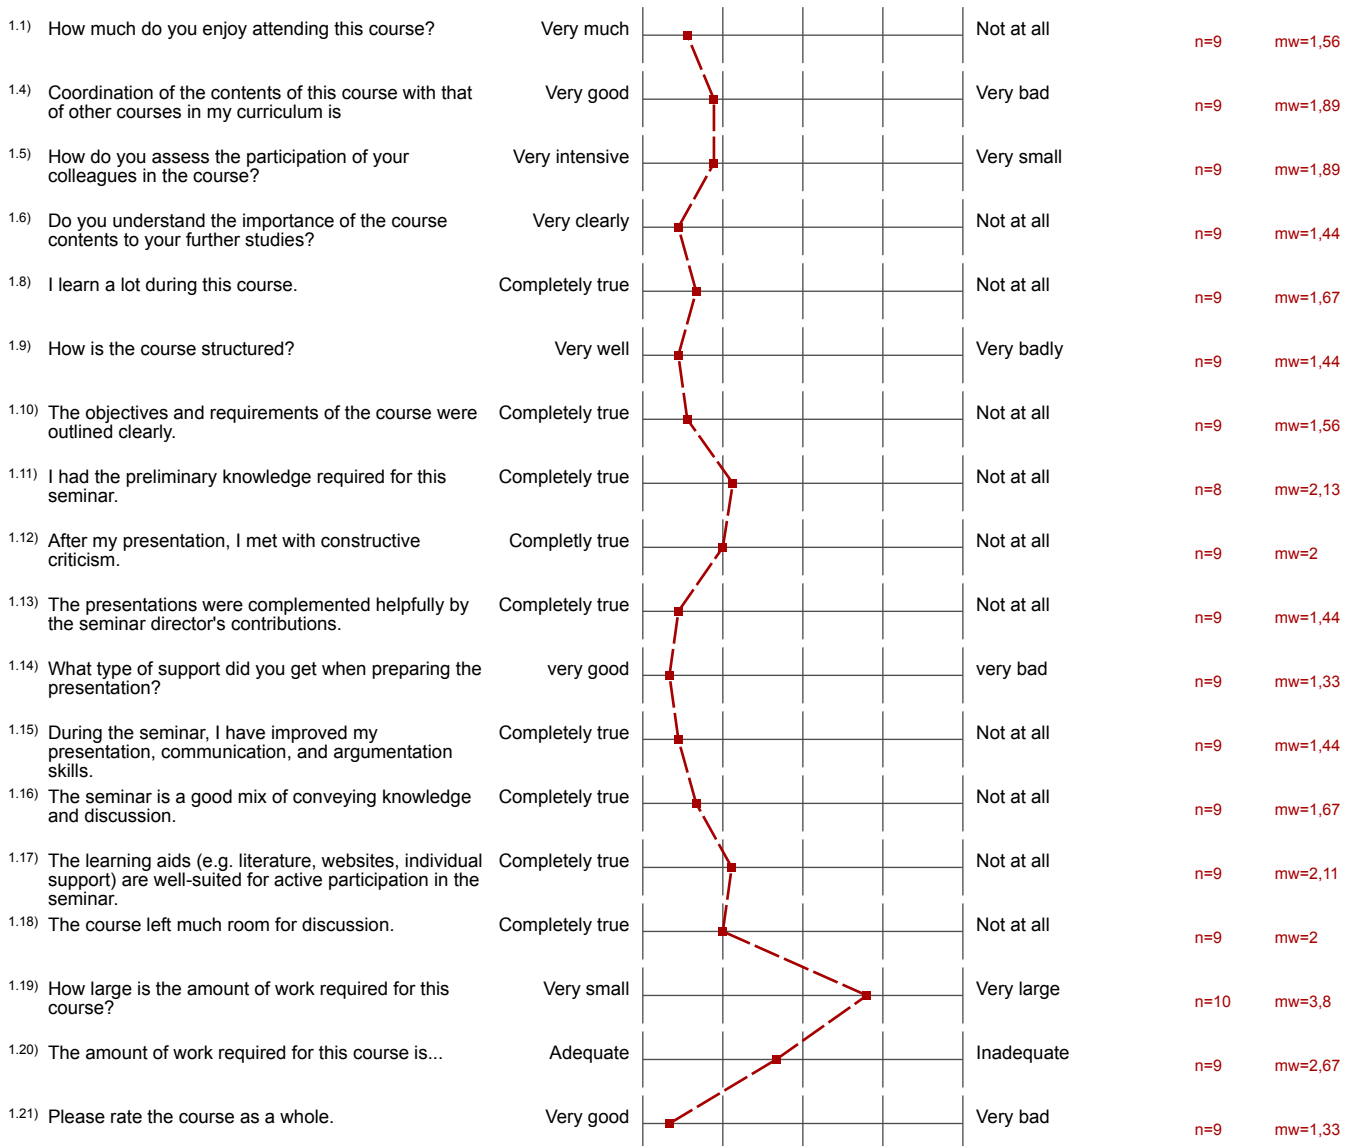 1.1) How much do you enjoy attending this course? Very much Not at all n=9 mw=1,56
1.4) Coordination of the contents of this course with that Very good Very bad n=9 mw=1,89
of other courses in my curriculum is
1.5) How do you assess the participation of your Very intensive Very small n=9 mw=1,89
colleagues in the course?
1.6) Do you understand the importance of the course Very clearly Not at all n=9 mw=1,44
contents to your further studies?
1.8) I learn a lot during this course. Completely true Not at all n=9 mw=1,67
1.9) How is the course structured? Very well Very badly n=9 mw=1,44
1.10) The objectives and requirements of the course were Completely true Not at all n=9 mw=1,56
outlined clearly.
1.11) I had the preliminary knowledge required for this Completely true Not at all n=8 mw=2,13
seminar.
1.12) After my presentation, I met with constructive Completly true Not at all n=9 mw=2
criticism.
1.13) The presentations were complemented helpfully by Completely true Not at all n=9 mw=1,44
the seminar director's contributions.
1.14) What type of support did you get when preparing the very good very bad n=9 mw=1,33
presentation?
1.15) During the seminar, I have improved my Completely true Not at all n=9 mw=1,44
presentation, communication, and argumentation
skills.
1.16) The seminar is a good mix of conveying knowledge Completely true Not at all n=9 mw=1,67
and discussion.
1.17) The learning aids (e.g. literature, websites, individual Completely true Not at all n=9 mw=2,11
support) are well-suited for active participation in the
seminar.
1.18) The course left much room for discussion. Completely true Not at all n=9 mw=2
1.19) How large is the amount of work required for this Very small Very large n=10 mw=3,8
course?
1.20) The amount of work required for this course is... Adequate Inadequate n=9 mw=2,67
1.21) Please rate the course as a whole. Very good Very bad n=9 mw=1,33